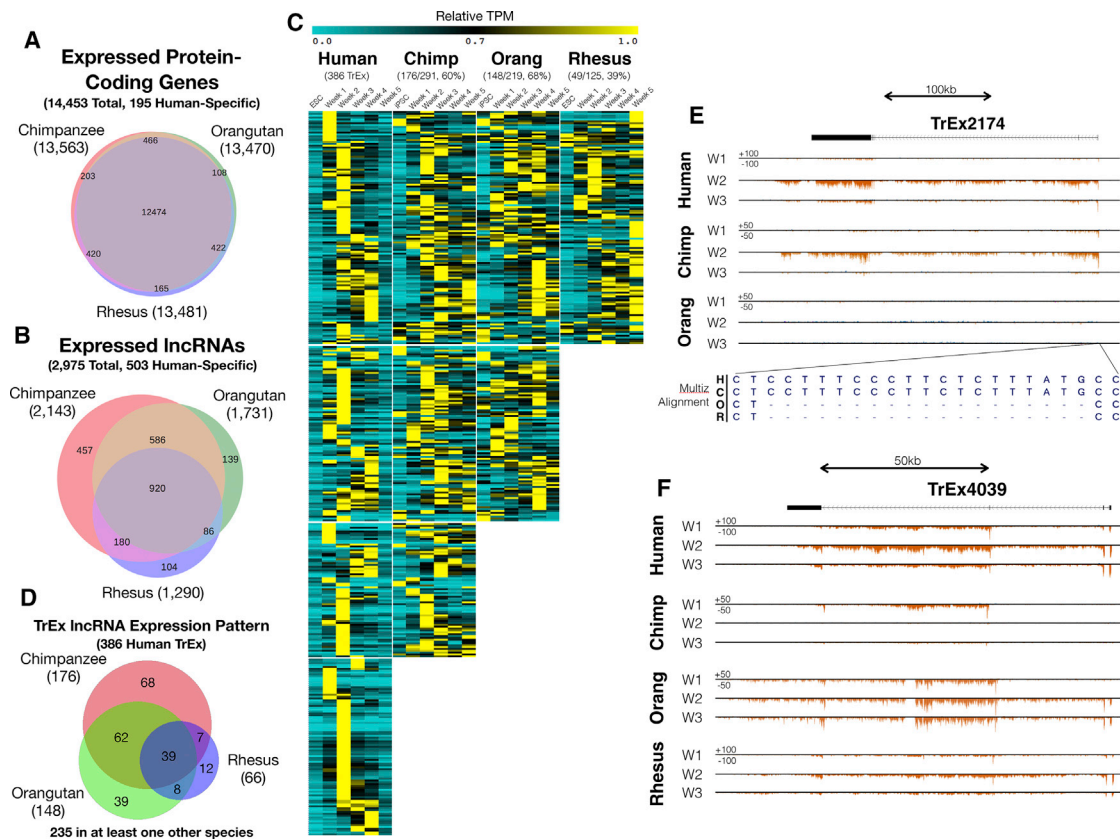 A
Expressed Protein-
Coding Genes
(14,453 Total, 195 Human-Specific)
Chimpanzee
(13,563)
Orangutan
(13,470)
466
203
108
12474
420
422
165
Rhesus (13,481)
B
Expressed lncRNAs
(2,975 Total, 503 Human-Specific)
Chimpanzee
(2,143)
Orangutan
(1,731)
457
586
139
920
180
86
104
Rhesus (1,290)
D
TrEx lncRNA Expression Pattern
(386 Human TrEx)
Chimpanzee
(176)
68
62
7
39
12
8
39
Rhesus
(66)
Orangutan
(148)
235 in at least one other species
C
Relative TPM
0.0 0.7 1.0
Human Chimp Orang Rhesus
(386 TrEx) (176/291, 60%) (148/219, 68%) (49/125, 39%)
ESC Week 1 Week 2 Week 3 Week 4 Week 5 iPSC Week 1 Week 2 Week 3 Week 4 Week 5 iPSC Week 1 Week 2 Week 3 Week 4 Week 5 ESC Week 1 Week 2 Week 3 Week 4 Week 5
E
100kb
TrEx2174
Human
W1 +100
-100
W2
W3
Chimp
W1 +50
-50
W2
W3
Orang
W1 +50
-50
W2
W3
Multiz
Alignment
H C T C C T T T C C C T T C T C T T T A T G C C
C C T C C T T T C C C T T C T C T T T A T G C C
O C T - - - - - - - - - - - - - - - - - - C C
R C T - - - - - - - - - - - - - - - - - - C C
F
50kb
TrEx4039
Human
W1 +100
-100
W2
W3
Chimp
W1 +50
-50
W2
W3
Orang
W1 +50
-50
W2
W3
Rhesus
W1 +100
-100
W2
W3